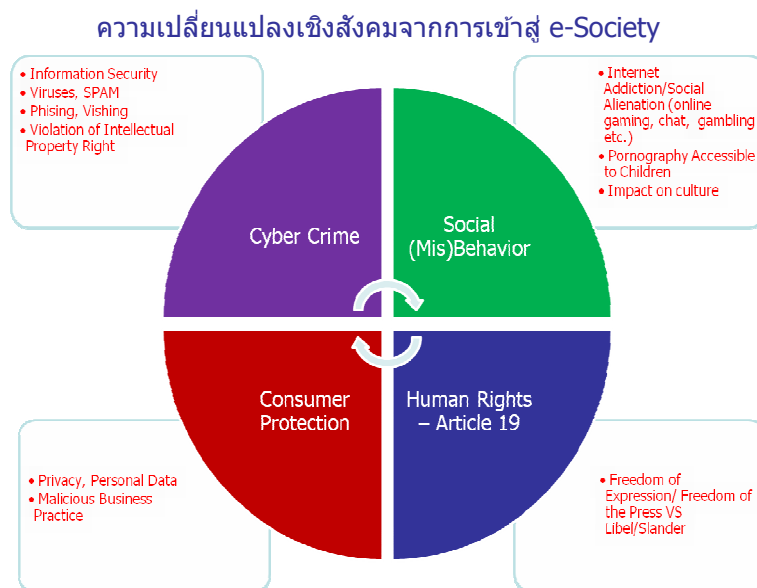 ความเปลี่ยนแปลงเชิงสังคมจากการเข้าสู่ e-Society
• Information Security
• Viruses, SPAM
• Phising, Vishing
• Violation of Intellectual
Property Right
• Internet
Addiction/Social
Alienation (online
gaming, chat, gambling
etc.)
• Pornography Accessible
to Children
• Impact on culture
Cyber Crime
Social
(Mis)Behavior
Consumer
Protection
Human Rights
– Article 19
• Privacy, Personal Data
• Malicious Business
Practice
• Freedom of
Expression/ Freedom of
the Press VS
Libel/Slander